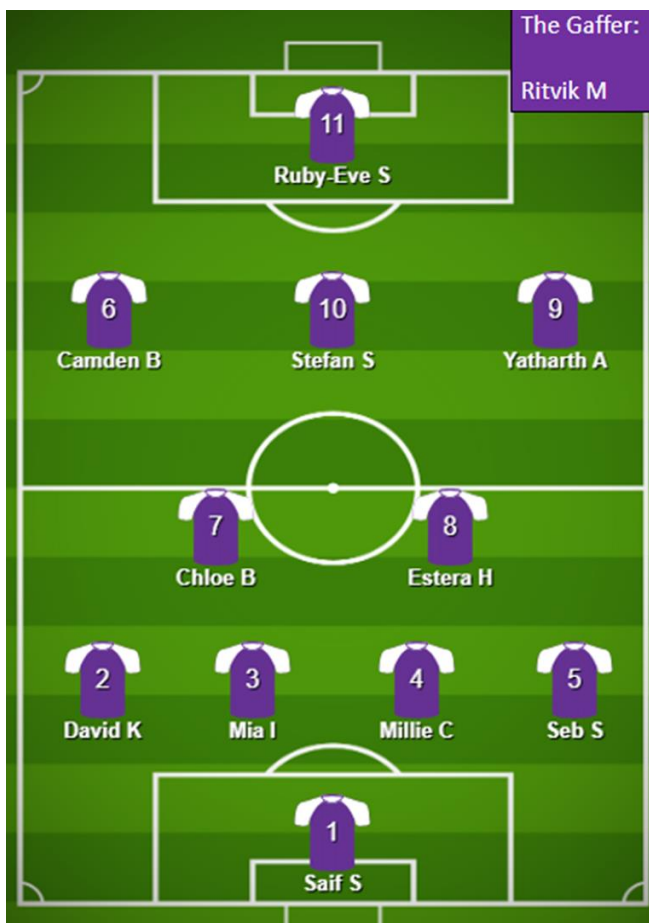 The Gaffer:
Ritvik M
11
Ruby-Eve S
6
10
9
Camden B
Stefan S
Yatharth A
7
8
Chloe B
Estera H
2
3
4
5
David K
Mia I
Millie C
Seb S
1
Saif S